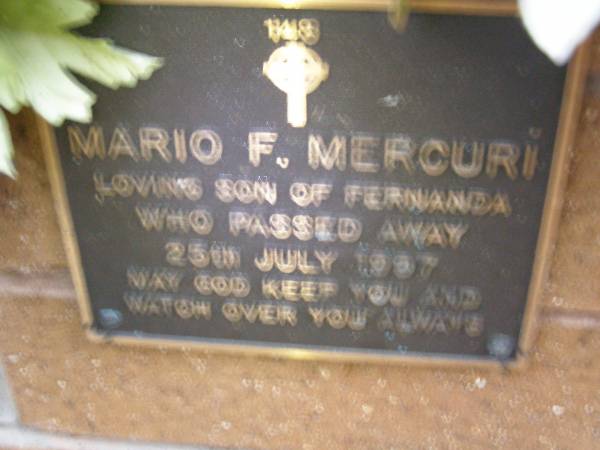 MARIO F. MERCURI
LOVING SON OF FERNANDA
WHO PASSED AWAY
25TH JULY 1997
MAY GOD KEEP YOU AND
WATCH OVER YOU ALWAYS